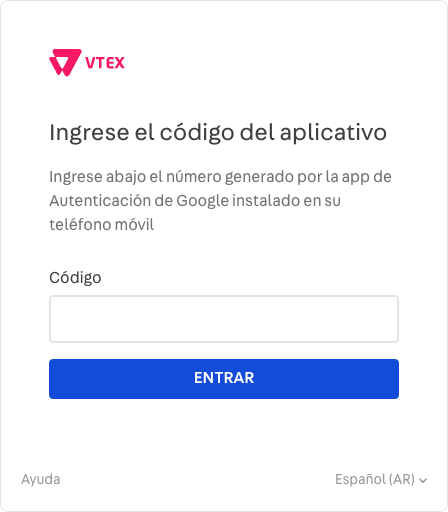 VTEX
Ingrese el código del aplicativo
Ingrese abajo el número generado por la app de
Autenticación de Google instalado en su
teléfono móvil
Código
ENTRAR
Ayuda
Español (AR)